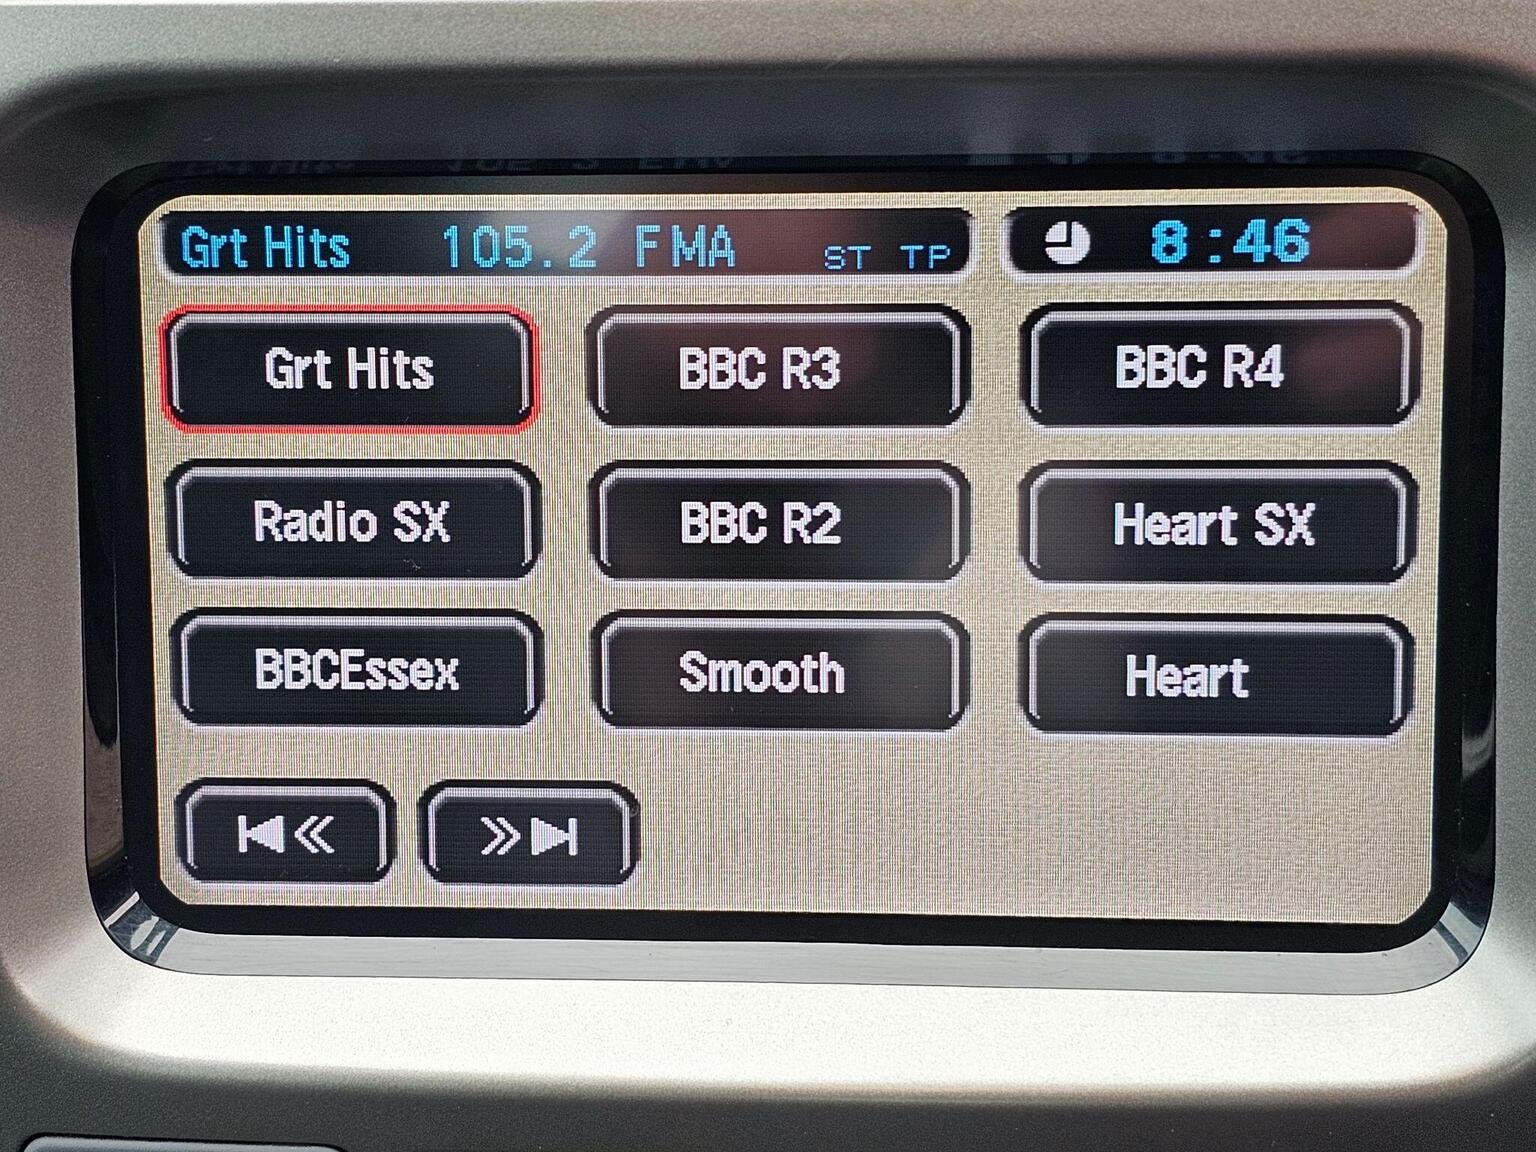 Grt Hits 105.2 FMA ST TP 8:46
Grt Hits BBC R3 BBC R4
Radio SX BBC R2 Heart SX
BBCEssex Smooth Heart